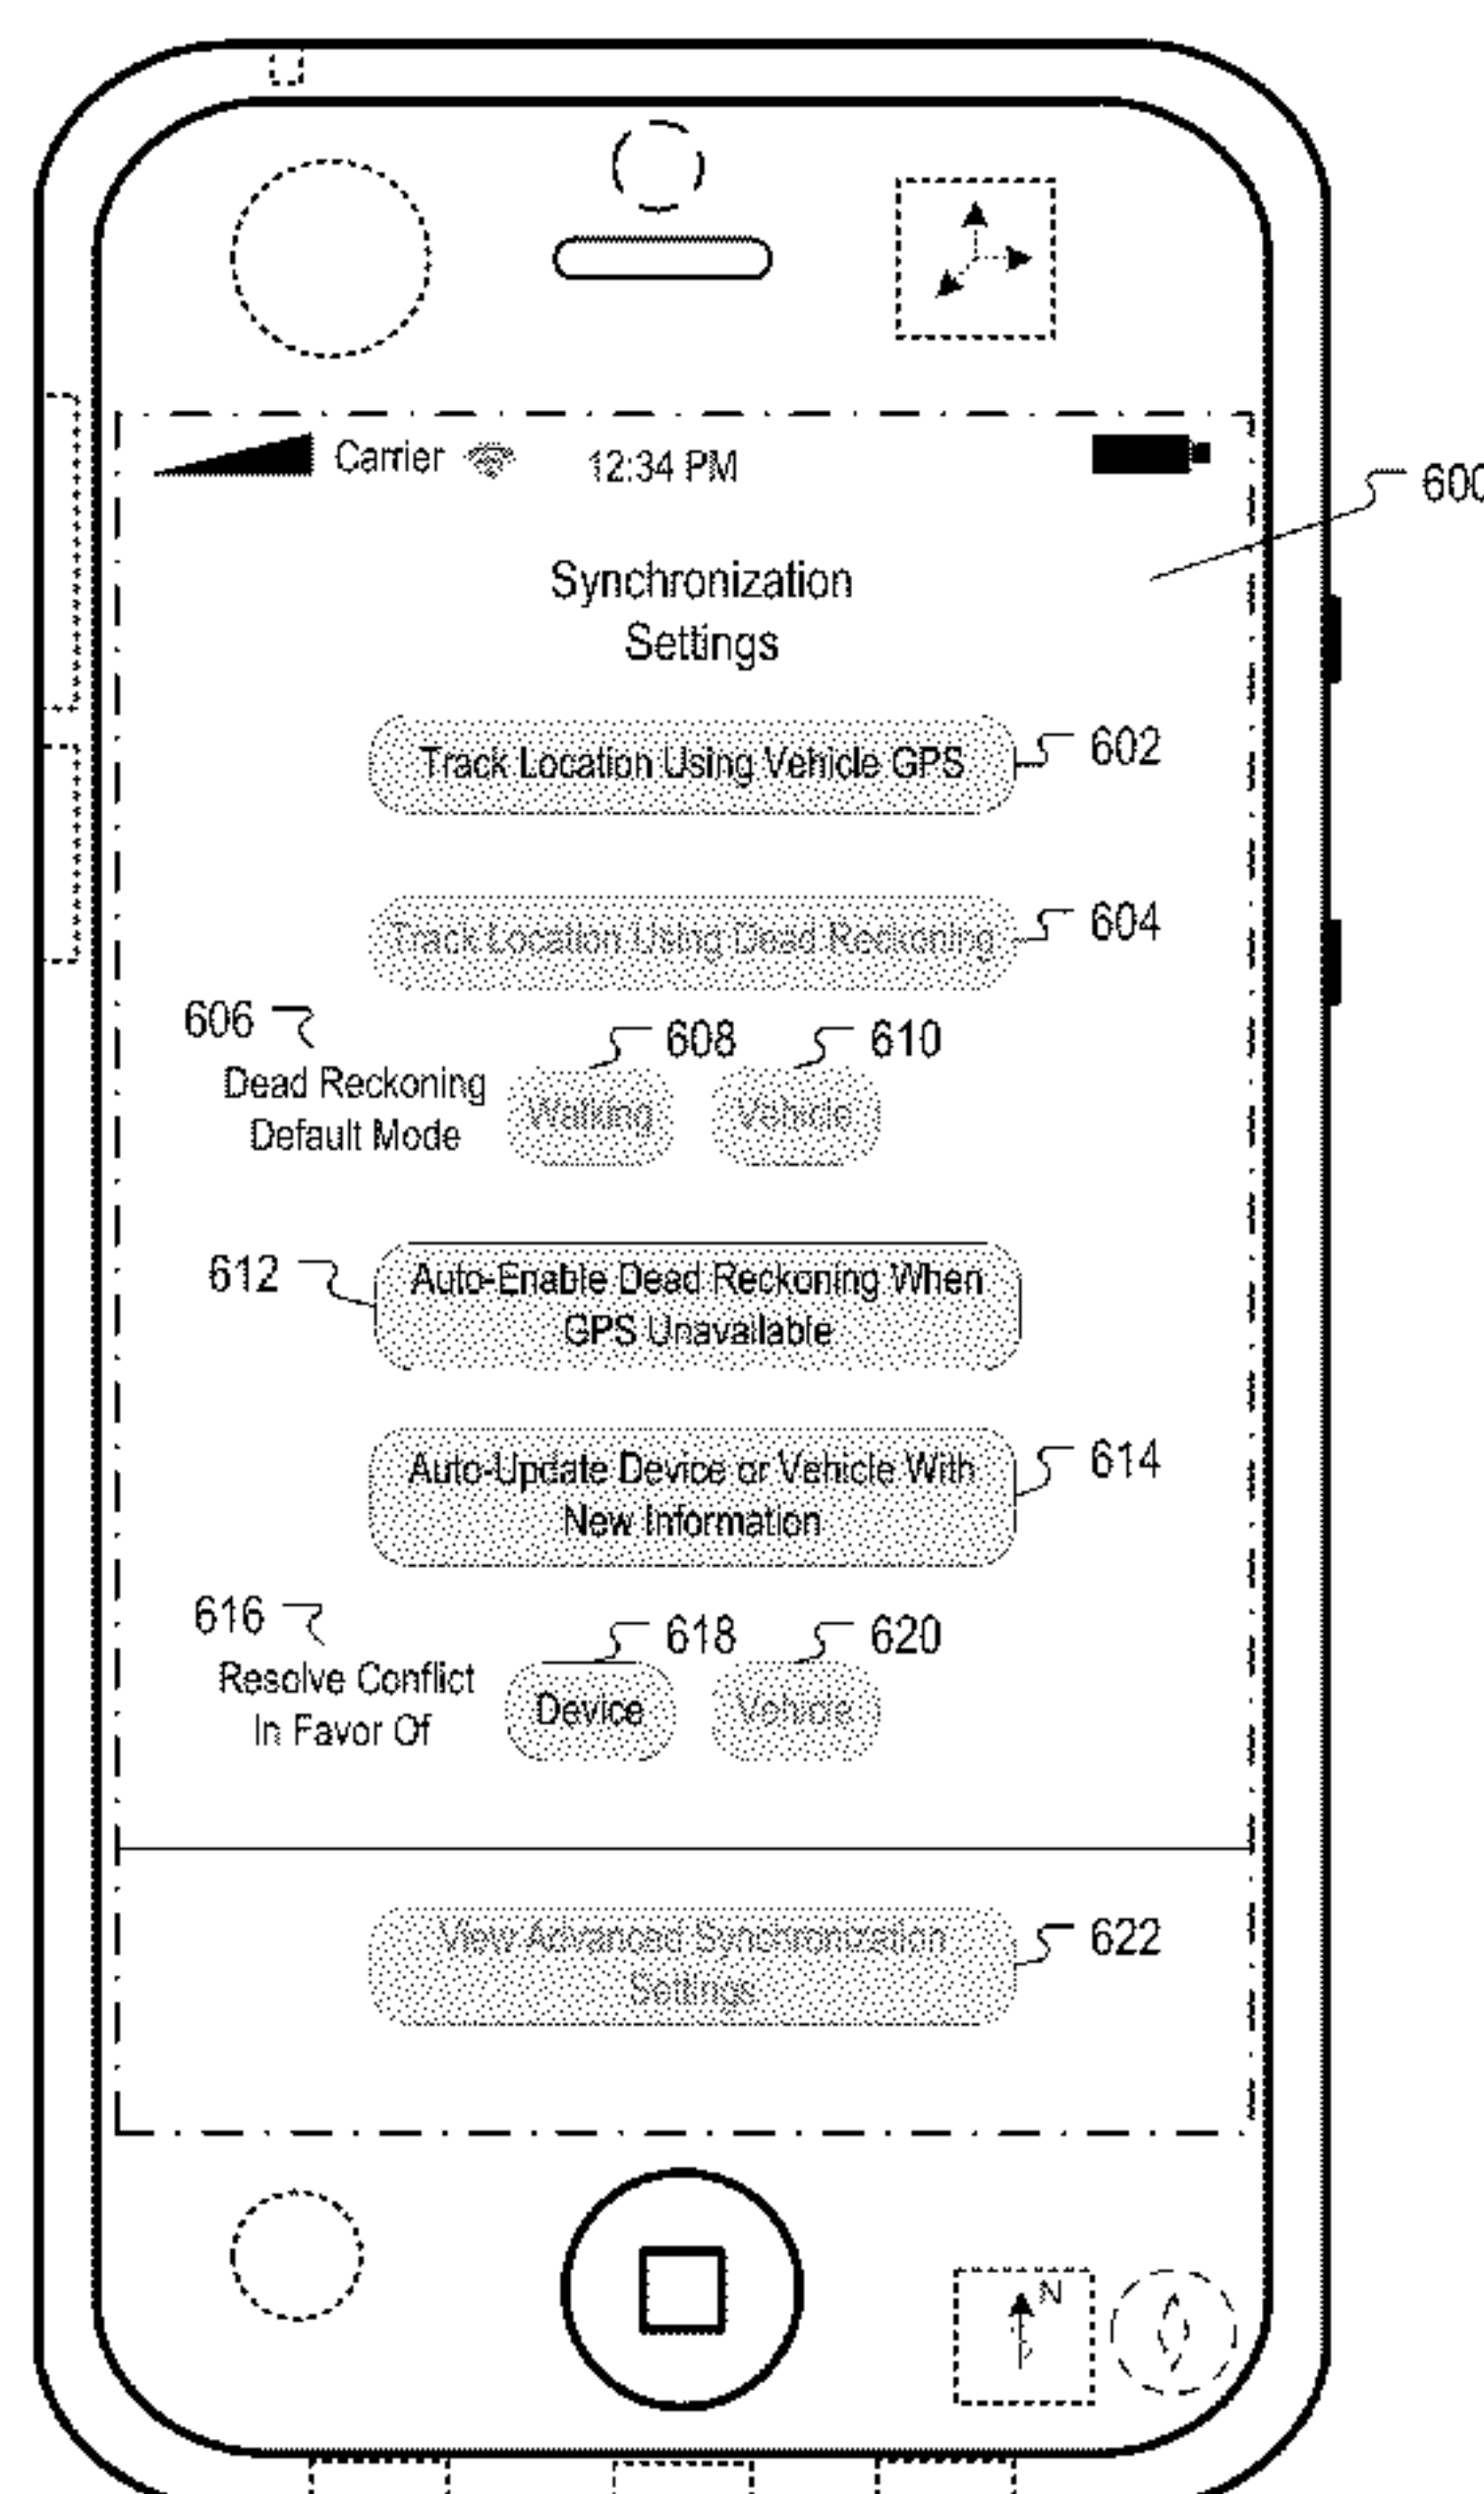 Carrier 12:34 PM
600
Synchronization
Settings
Track Location Using Vehicle GPS 602
Track Location Using Dead Reckoning 604
606 608 610
Dead Reckoning
Default Mode
Walking Vehicle
612
Auto-Enable Dead Reckoning When
GPS Unavailable
Auto-Update Device or Vehicle With
New Information
614
616 618 620
Resolve Conflict
In Favor Of
Device Vehicle
View Advanced Synchronization
Settings
622
N